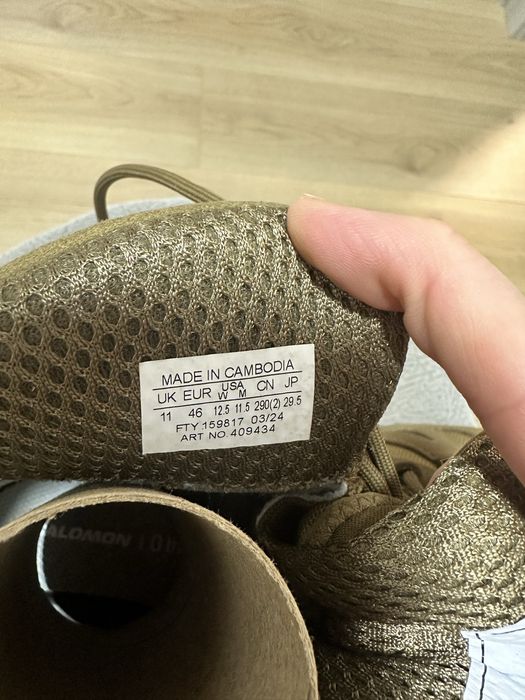 MADE IN CAMBODIA
UK EUR USA W M CN JP
11 46 12.5 11.5 290(2) 29.5
FTY 159817 03/24
ART NO. 409434
SALOMON